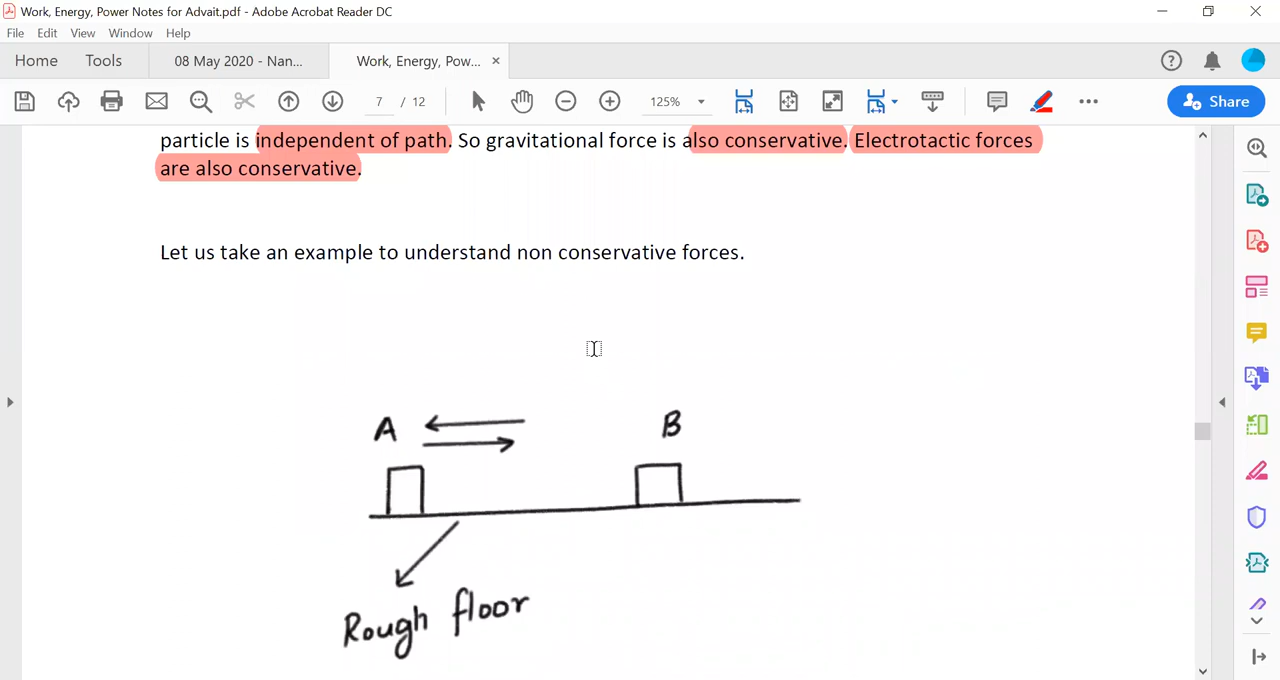 Work, Energy, Power Notes for Advait.pdf - Adobe Acrobat Reader DC
File Edit View Window Help
Home Tools 08 May 2020 - Nan... Work, Energy, Pow... ×
7 / 12 125% Share
particle is independent of path. So gravitational force is also conservative. Electrotactic forces
are also conservative.
Let us take an example to understand non conservative forces.
A B
Rough floor